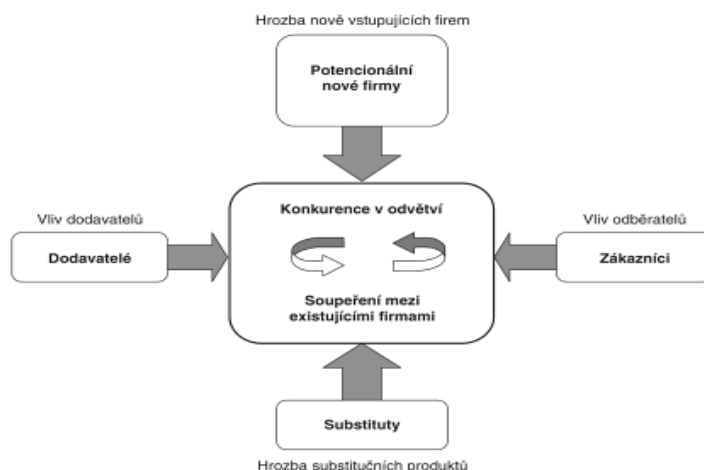 Hrozba nově vstupujících firem
Potencionální
nové firmy
Konkurence v odvětví
Vliv dodavatelů
Dodavatelé
Vliv odběratelů
Zákazníci
Soupeření mezi
existujícími firmami
Substituty
Hrozba substitučních produktů